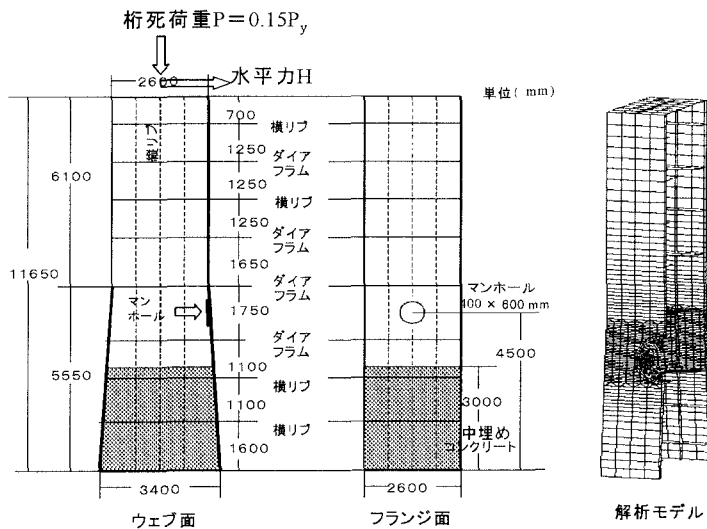 桁死荷重P=0.15Py
2600
水平力H
縦リブ
700
横リブ
1250
ダイア
フラム
1250
横リブ
1250
ダイア
フラム
1650
ダイア
フラム
1750
ダイア
フラム
1100
横リブ
1100
横リブ
1600
6100
11650
5550
マン
ホール
3400
ウェブ面
単位( mm)
マンホール
400 × 600 mm
4500
3000
中埋め
コンクリート
2600
フランジ面
解析モデル